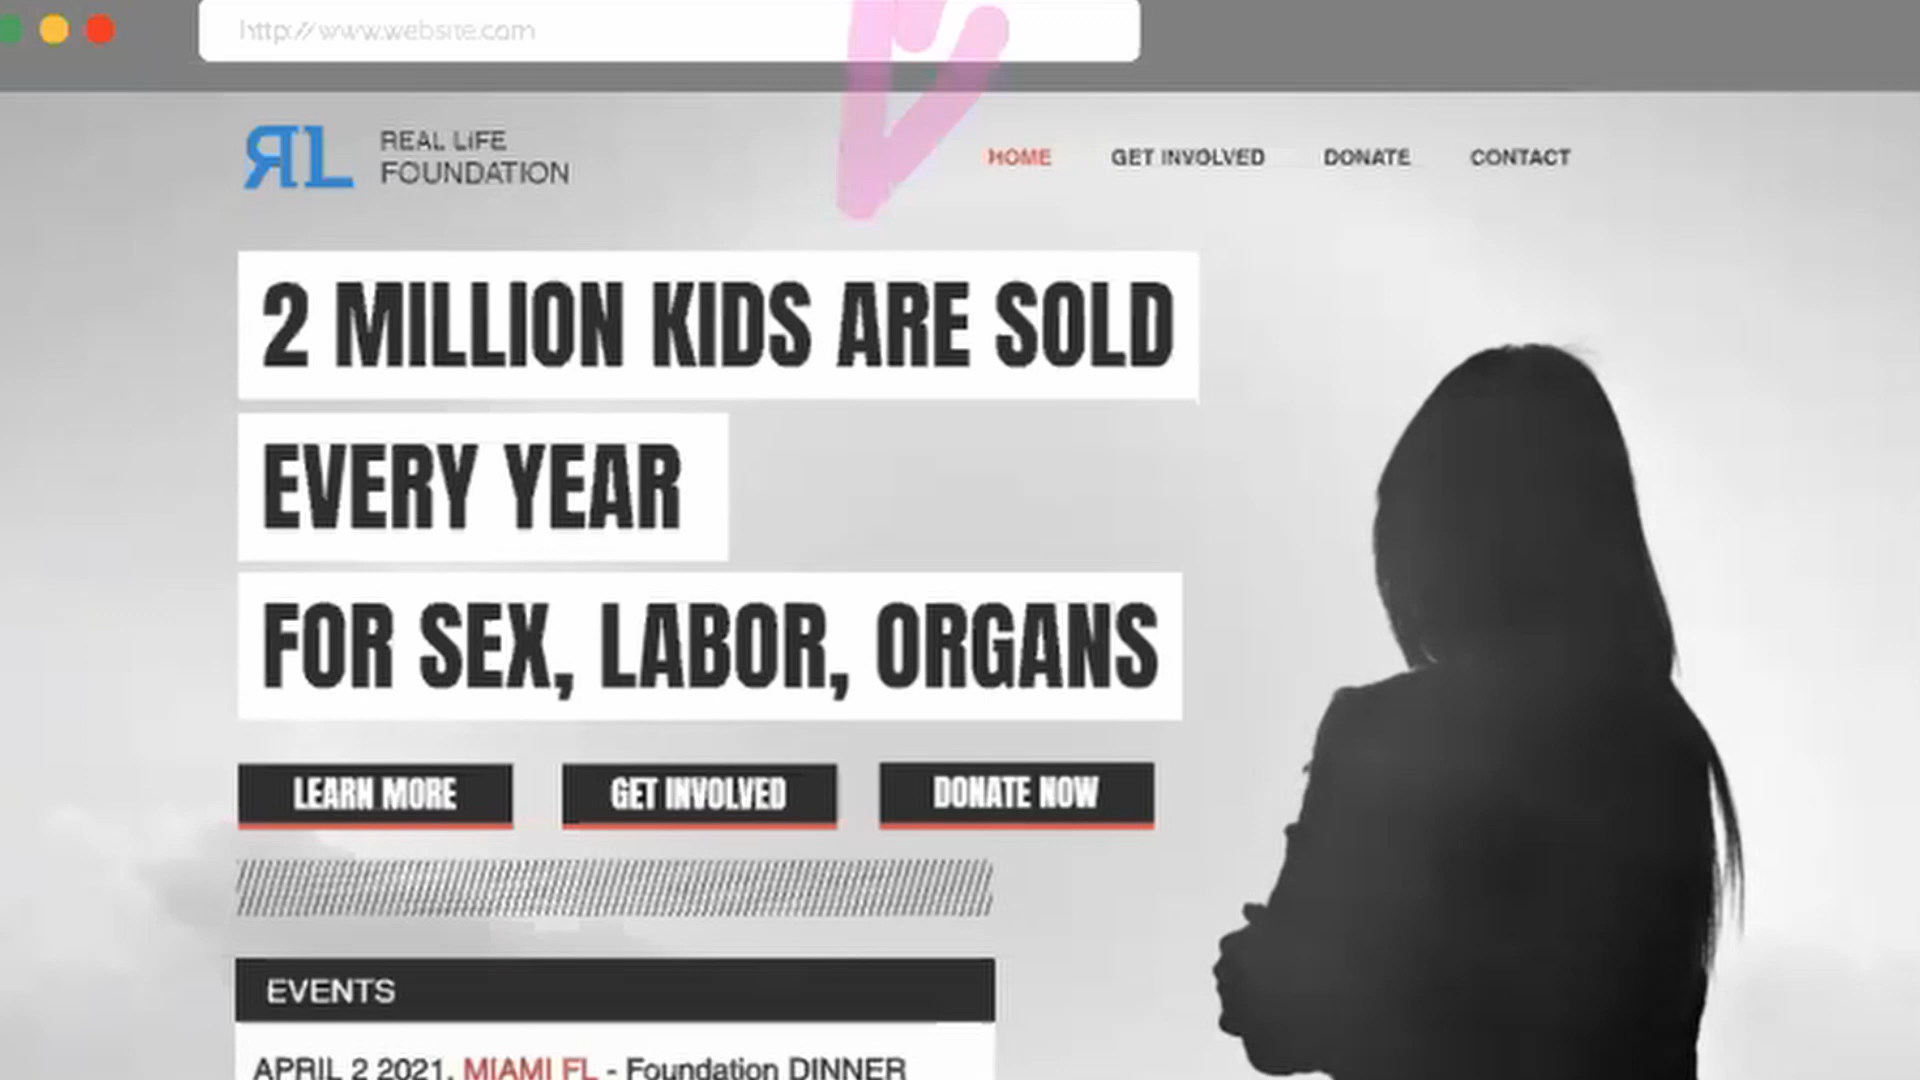 http://www.website.com
RL
REAL LIFE
FOUNDATION
HOME GET INVOLVED DONATE CONTACT
2 MILLION KIDS ARE SOLD
EVERY YEAR
FOR SEX, LABOR, ORGANS
LEARN MORE GET INVOLVED DONATE NOW
EVENTS
APRIL 2 2021. MIAMI FL - Foundation DINNER